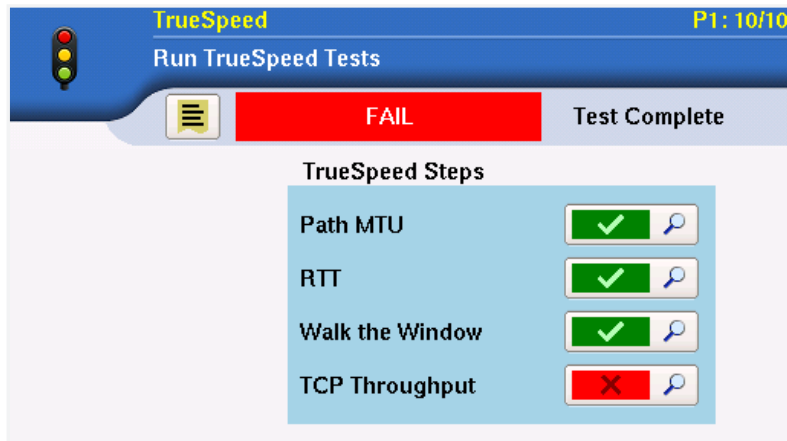 TrueSpeed P1: 10/10
Run TrueSpeed Tests
FAIL Test Complete
TrueSpeed Steps
Path MTU
RTT
Walk the Window
TCP Throughput